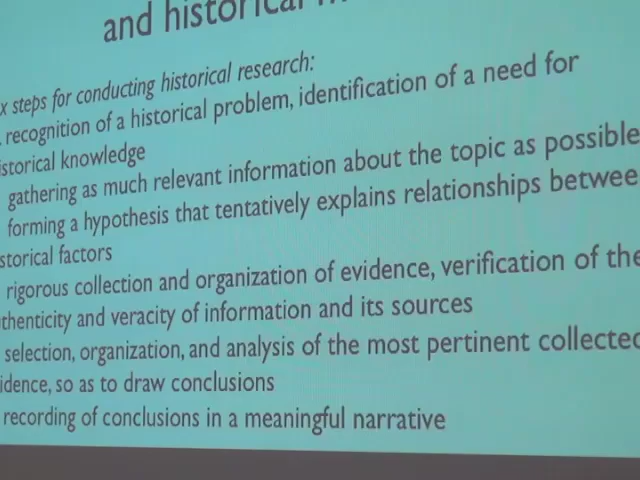 and historical
x steps for conducting historical research:
recognition of a historical problem, identification of a need for
istorical knowledge
gathering as much relevant information about the topic as possible
forming a hypothesis that tentatively explains relationships betwee
storical factors
rigorous collection and organization of evidence, verification of the
thenticity and veracity of information and its sources
selection, organization, and analysis of the most pertinent collected
idence, so as to draw conclusions
recording of conclusions in a meaningful narrative